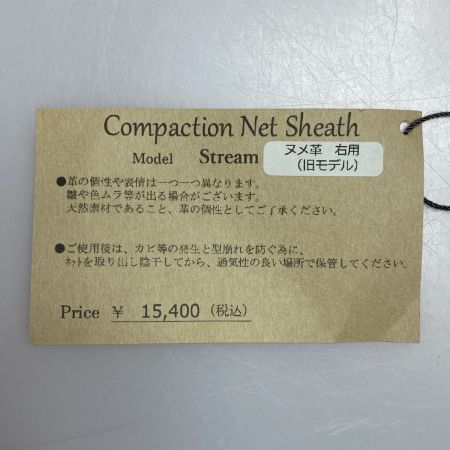 Compaction Net Sheath
Model Stream ヌメ革 右用
(旧モデル)
●革の個性や表情は一つ一つ異なります。
皺や色ムラ等が出る場合がございます。
天然素材であること、革の個性としてご了承ください。
●ご使用後は、カビ等の発生と型崩れを防ぐ為に、
ﾈｯﾄを取り出し陰干してから、通気性の良い場所で保管してください。
Price ¥ 15,400 (税込)